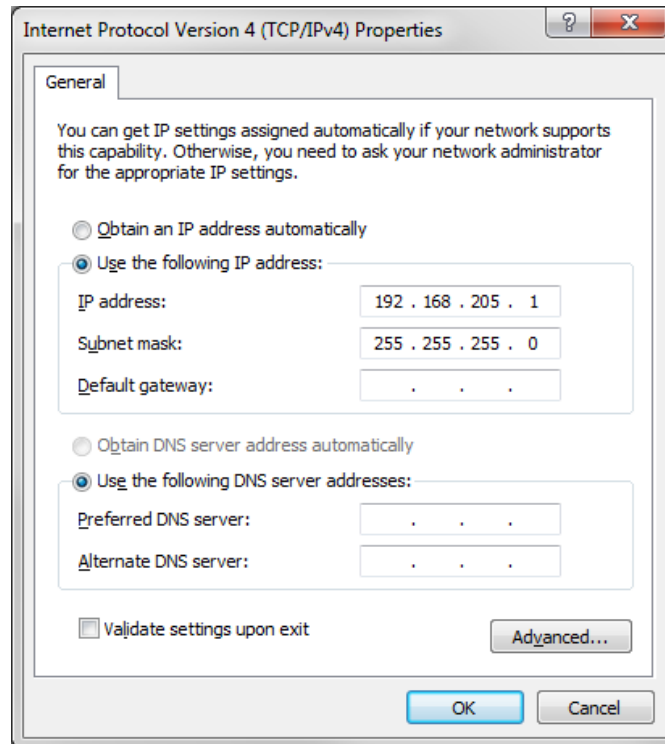 Internet Protocol Version 4 (TCP/IPv4) Properties
General
You can get IP settings assigned automatically if your network supports
this capability. Otherwise, you need to ask your network administrator
for the appropriate IP settings.
Obtain an IP address automatically
Use the following IP address:
IP address: 192 . 168 . 205 . 1
Subnet mask: 255 . 255 . 255 . 0
Default gateway: . . .
Obtain DNS server address automatically
Use the following DNS server addresses:
Preferred DNS server: . . .
Alternate DNS server: . . .
Validate settings upon exit
Advanced...
OK Cancel